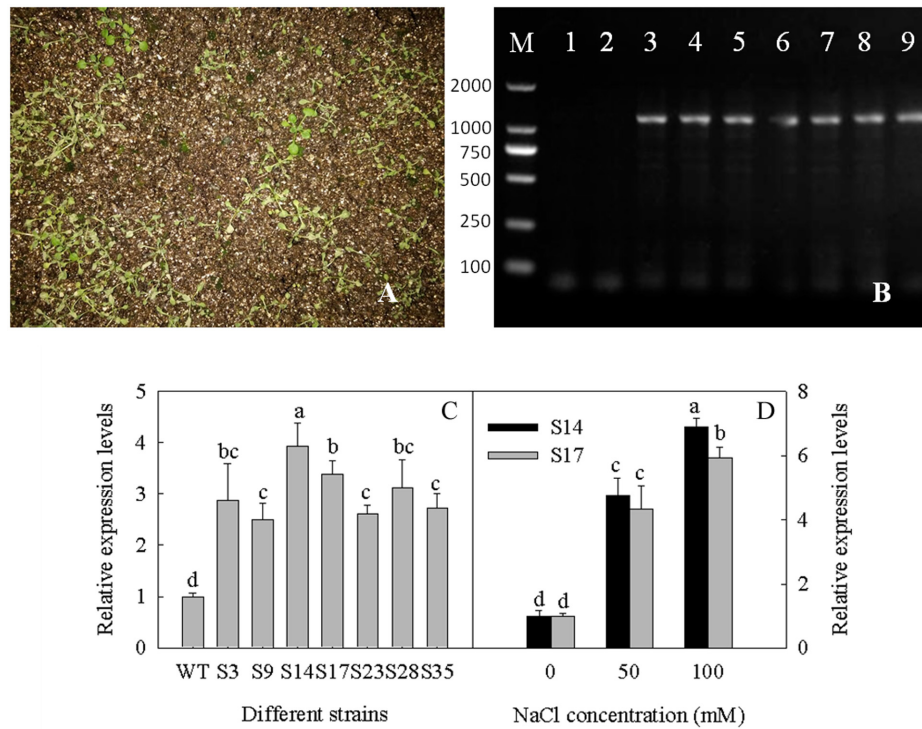 A
M 1 2 3 4 5 6 7 8 9
2000
1000
750
500
250
100
B
Relative expression levels
5
4
3
2
1
0
C
d
bc
c
a
b
c
bc
c
WT S3 S9 S14 S17 S23 S28 S35
Different strains
D
S14
S17
d d
c c
a
b
0 50 100
NaCl concentration (mM)
8
6
4
2
0
Relative expression levels